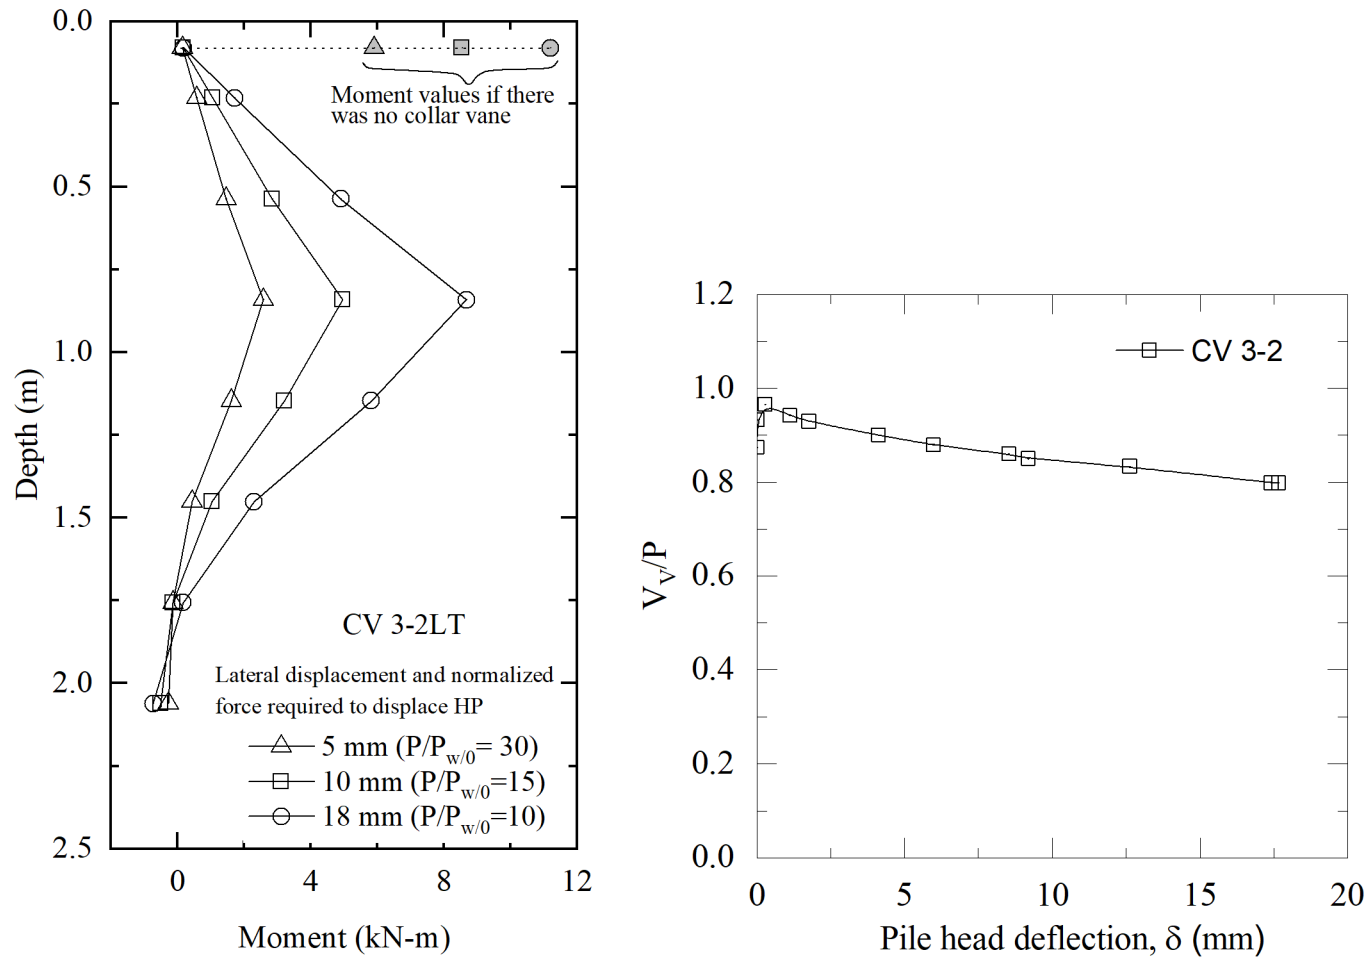 0.0
0.5
1.0
1.5
2.0
2.5
Depth (m)
0 4 8 12
Moment (kN-m)
Moment values if there
was no collar vane
CV 3-2LT
Lateral displacement and normalized
force required to displace HP
5 mm (P/Pw/0= 30)
10 mm (P/Pw/0=15)
18 mm (P/Pw/0=10)
1.2
1.0
0.8
0.6
0.4
0.2
0.0
VV/P
CV 3-2
0 5 10 15 20
Pile head deflection, δ (mm)